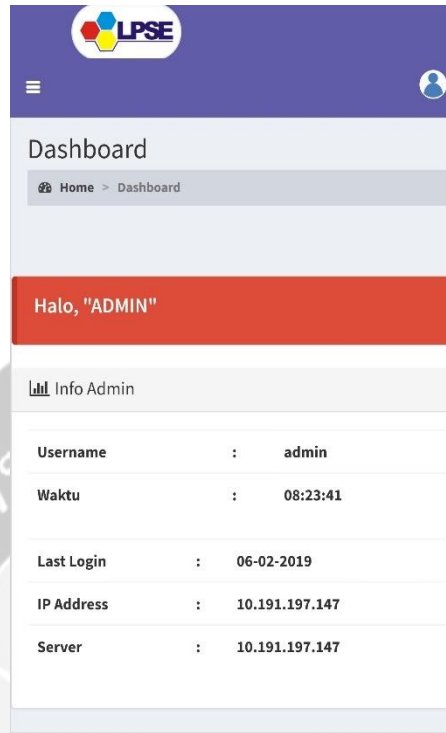 LPSE
Dashboard
Home > Dashboard
Halo, "ADMIN"
Info Admin
Username : admin
Waktu : 08:23:41
Last Login : 06-02-2019
IP Address : 10.191.197.147
Server : 10.191.197.147